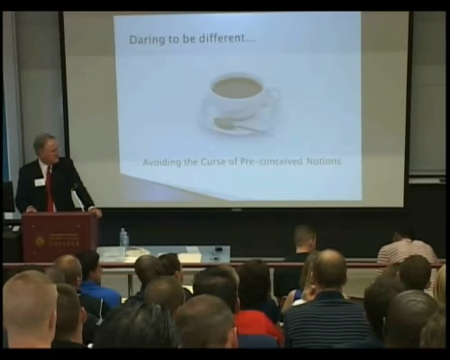 Daring to be different...
Avoiding the Curse of Pre-conceived Notions